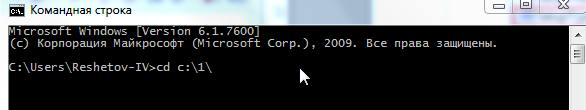 Командная строка
Microsoft Windows [Version 6.1.7600]
(c) Корпорация Майкрософт (Microsoft Corp.), 2009. Все права защищены.
C:\Users\Reshetov-IV>cd c:\1\